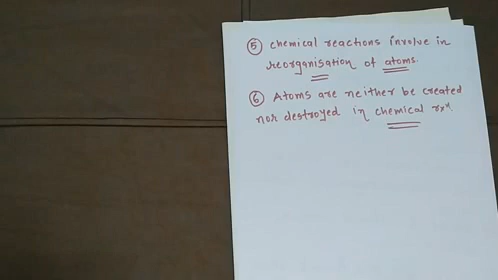 ⑤ chemical reactions involve in
reorganisation of atoms.
⑥ Atoms are neither be created
nor destroyed in chemical rxⁿ.